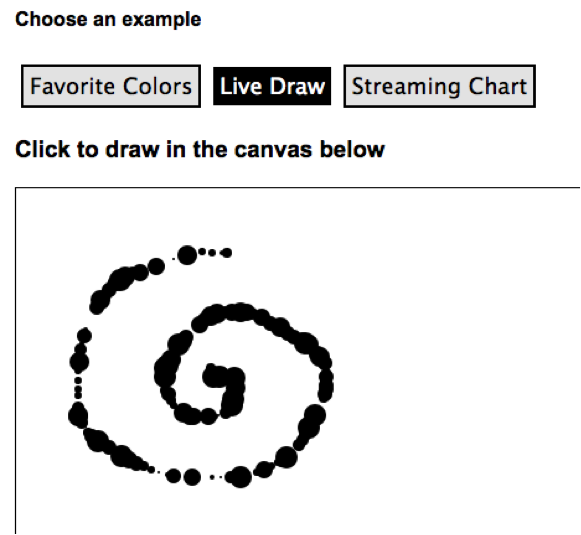 Choose an example
Favorite Colors Live Draw Streaming Chart
Click to draw in the canvas below